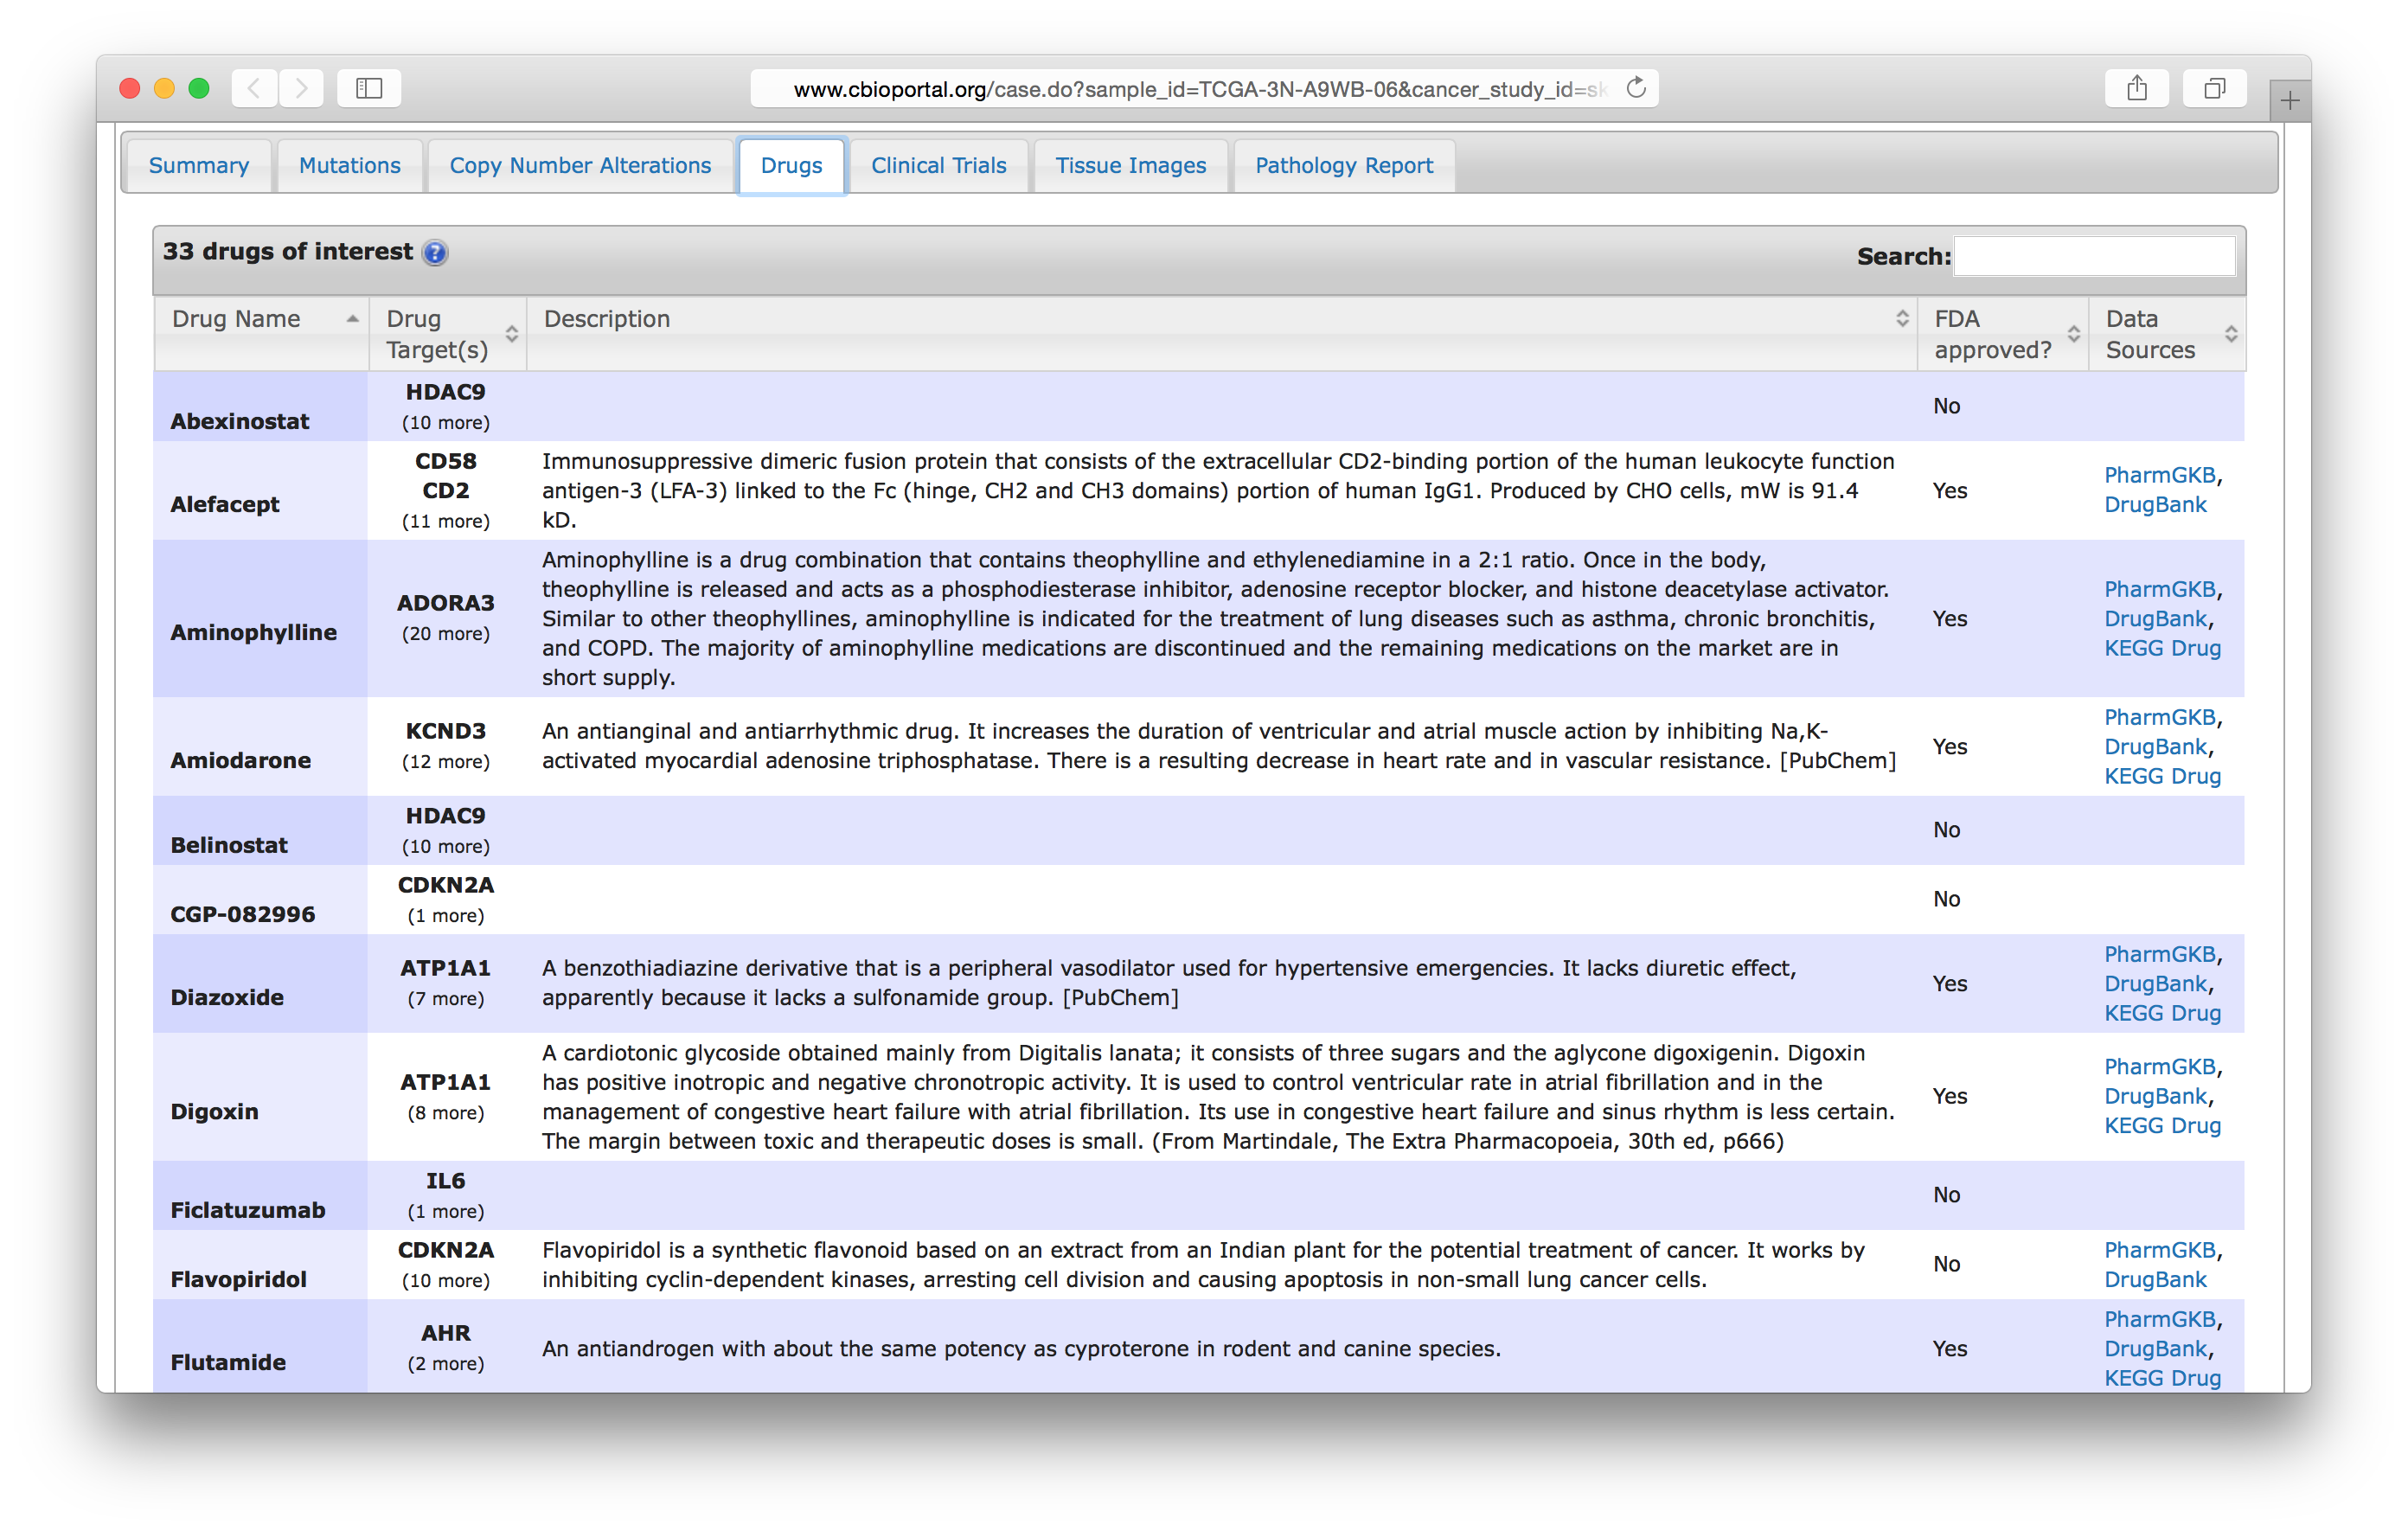 www.cbioportal.org/case.do?sample_id=TCGA-3N-A9WB-06&cancer_study_id=sk
Summary Mutations Copy Number Alterations Drugs Clinical Trials Tissue Images Pathology Report
33 drugs of interest ? Search:
Drug Name Drug Target(s) Description FDA approved? Data Sources
Abexinostat
HDAC9
(10 more)
No
Alefacept
CD58
CD2
(11 more)
Immunosuppressive dimeric fusion protein that consists of the extracellular CD2-binding portion of the human leukocyte function
antigen-3 (LFA-3) linked to the Fc (hinge, CH2 and CH3 domains) portion of human IgG1. Produced by CHO cells, mW is 91.4
kD.
Yes
PharmGKB,
DrugBank
Aminophylline
ADORA3
(20 more)
Aminophylline is a drug combination that contains theophylline and ethylenediamine in a 2:1 ratio. Once in the body,
theophylline is released and acts as a phosphodiesterase inhibitor, adenosine receptor blocker, and histone deacetylase activator.
Similar to other theophyllines, aminophylline is indicated for the treatment of lung diseases such as asthma, chronic bronchitis,
and COPD. The majority of aminophylline medications are discontinued and the remaining medications on the market are in
short supply.
Yes
PharmGKB,
DrugBank,
KEGG Drug
Amiodarone
KCND3
(12 more)
An antianginal and antiarrhythmic drug. It increases the duration of ventricular and atrial muscle action by inhibiting Na,K-
activated myocardial adenosine triphosphatase. There is a resulting decrease in heart rate and in vascular resistance. [PubChem]
Yes
PharmGKB,
DrugBank,
KEGG Drug
Belinostat
HDAC9
(10 more)
No
CGP-082996
CDKN2A
(1 more)
No
Diazoxide
ATP1A1
(7 more)
A benzothiadiazine derivative that is a peripheral vasodilator used for hypertensive emergencies. It lacks diuretic effect,
apparently because it lacks a sulfonamide group. [PubChem]
Yes
PharmGKB,
DrugBank,
KEGG Drug
Digoxin
ATP1A1
(8 more)
A cardiotonic glycoside obtained mainly from Digitalis lanata; it consists of three sugars and the aglycone digoxigenin. Digoxin
has positive inotropic and negative chronotropic activity. It is used to control ventricular rate in atrial fibrillation and in the
management of congestive heart failure with atrial fibrillation. Its use in congestive heart failure and sinus rhythm is less certain.
The margin between toxic and therapeutic doses is small. (From Martindale, The Extra Pharmacopoeia, 30th ed, p666)
Yes
PharmGKB,
DrugBank,
KEGG Drug
Ficlatuzumab
IL6
(1 more)
No
Flavopiridol
CDKN2A
(10 more)
Flavopiridol is a synthetic flavonoid based on an extract from an Indian plant for the potential treatment of cancer. It works by
inhibiting cyclin-dependent kinases, arresting cell division and causing apoptosis in non-small lung cancer cells.
No
PharmGKB,
DrugBank
Flutamide
AHR
(2 more)
An antiandrogen with about the same potency as cyproterone in rodent and canine species.
Yes
PharmGKB,
DrugBank,
KEGG Drug